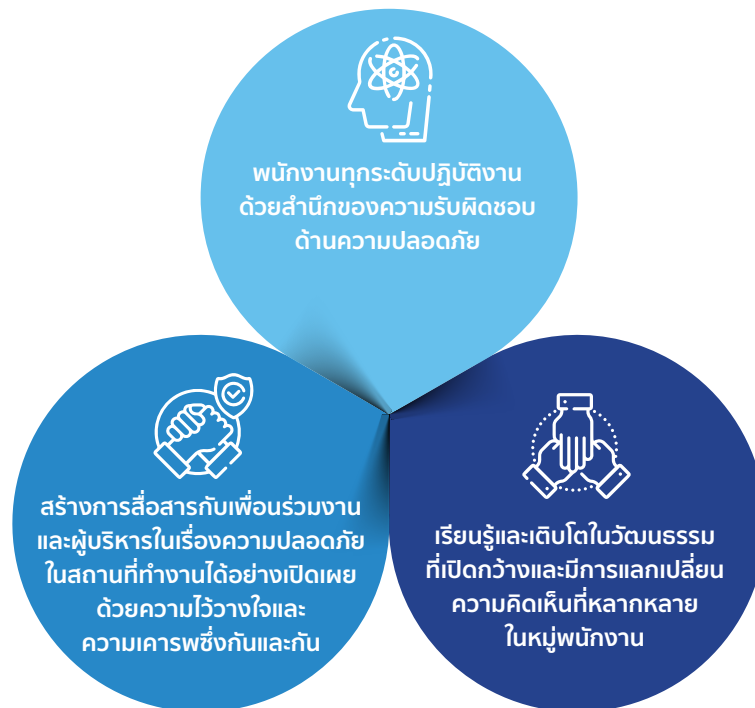 พนักงานทุกระดับปฏิบัติงาน
ด้วยสำนึกของความรับผิดชอบ
ด้านความปลอดภัย
สร้างการสื่อสารกับเพื่อนร่วมงาน
และผู้บริหารในเรื่องความปลอดภัย
ในสถานที่ทำงานได้อย่างเปิดเผย
ด้วยความไว้วางใจและ
ความเคารพซึ่งกันและกัน
เรียนรู้และเติบโตในวัฒนธรรม
ที่เปิดกว้างและมีการแลกเปลี่ยน
ความคิดเห็นที่หลากหลาย
ในหมู่พนักงาน